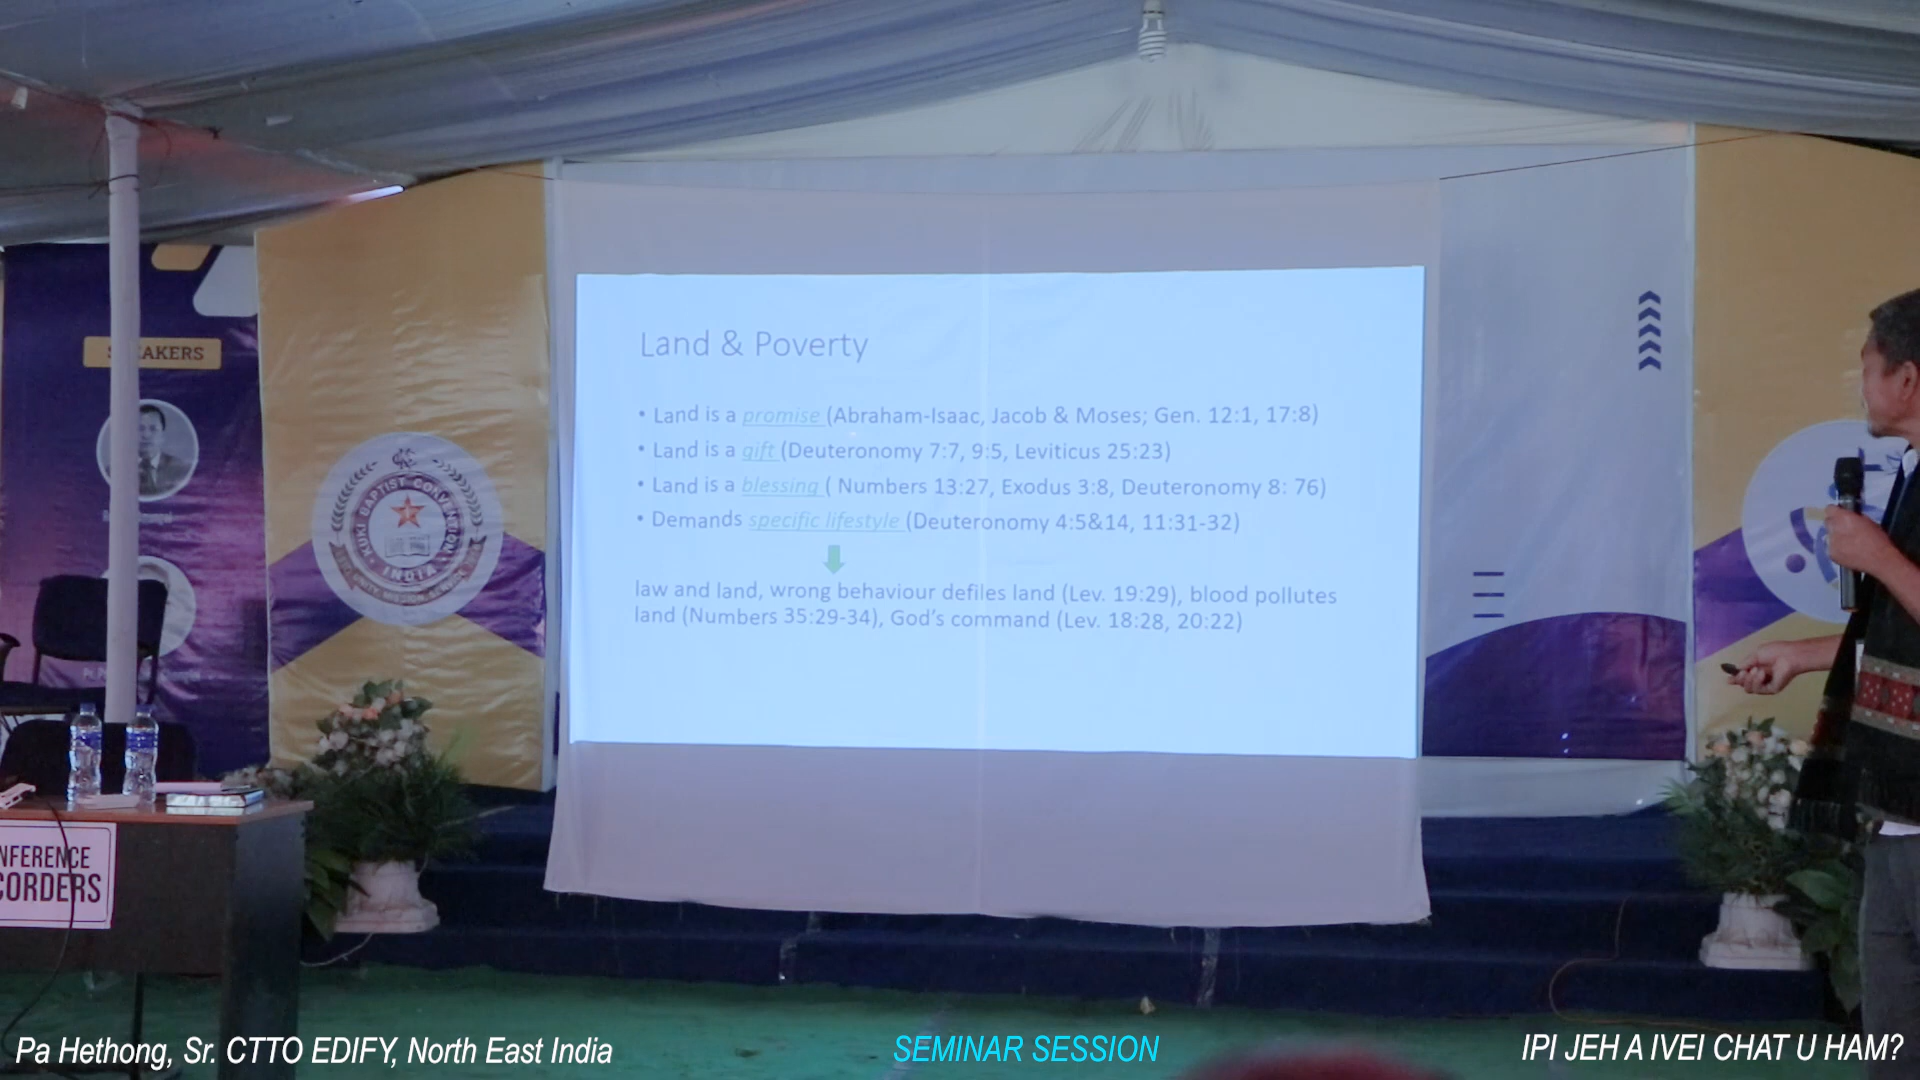 SPEAKERS
KUKI BAPTIST CONVENTION
INDIA
Land & Poverty
• Land is a promise (Abraham-Isaac, Jacob & Moses; Gen. 12:1, 17:8)
• Land is a gift (Deuteronomy 7:7, 9:5, Leviticus 25:23)
• Land is a blessing ( Numbers 13:27, Exodus 3:8, Deuteronomy 8: 76)
• Demands specific lifestyle (Deuteronomy 4:5&14, 11:31-32)
law and land, wrong behaviour defiles land (Lev. 19:29), blood pollutes
land (Numbers 35:29-34), God's command (Lev. 18:28, 20:22)
NFERENCE
CORDERS
Pa Hethong, Sr. CTTO EDIFY, North East India
SEMINAR SESSION
IPI JEH A IVEI CHAT U HAM?